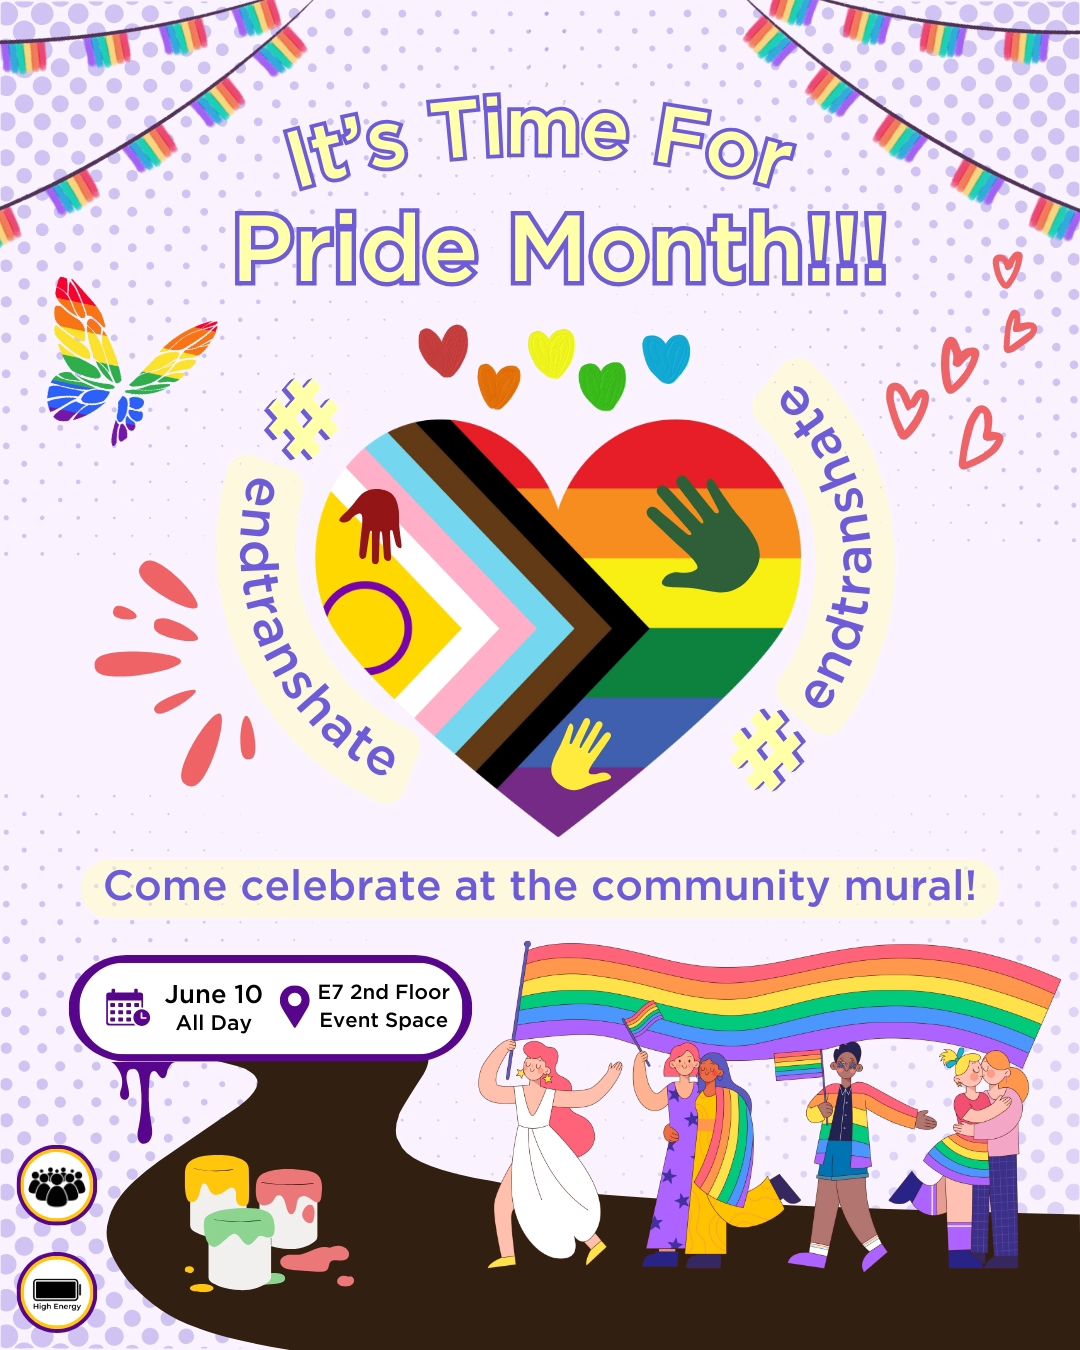 It's Time For
Pride Month!!!
#endtranshate
#endtranshate
Come celebrate at the community mural!
June 10
All Day
E7 2nd Floor
Event Space
High Energy